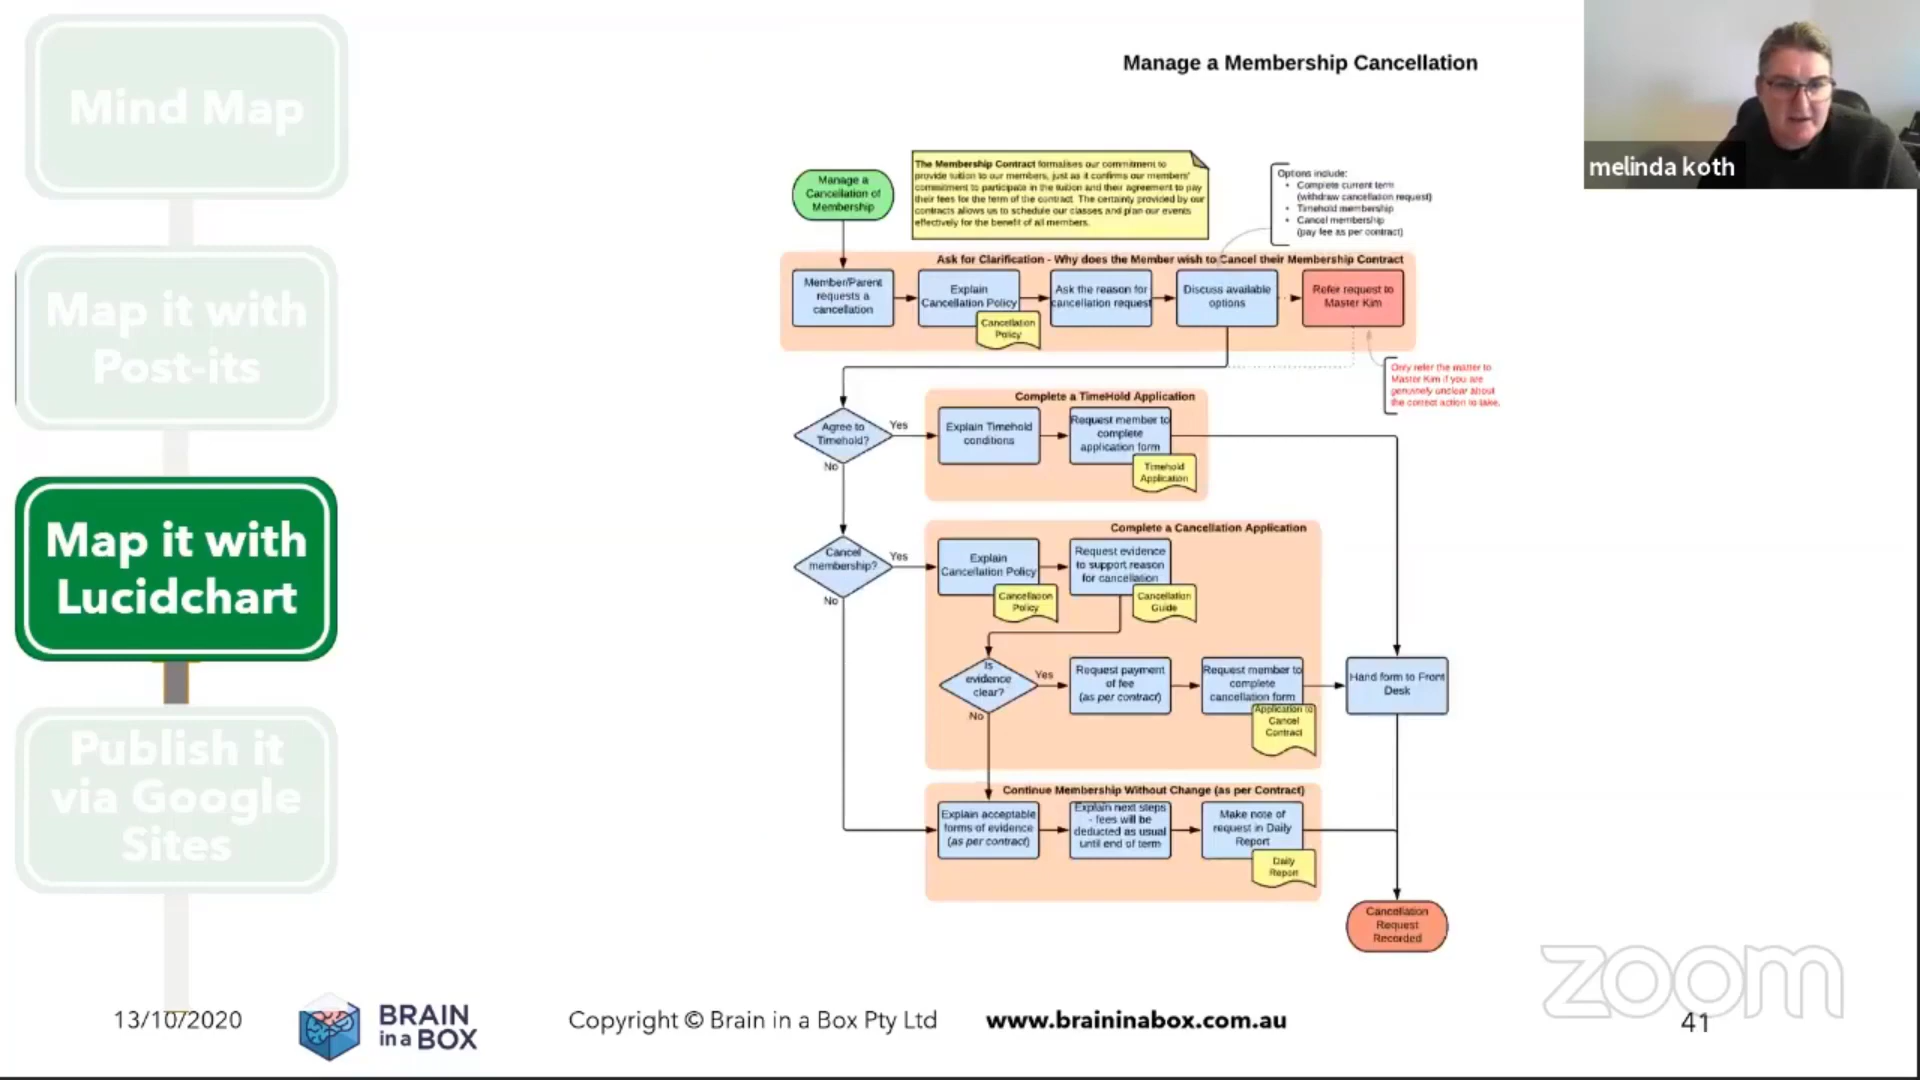 Mind Map
Map it with
Post-its
Map it with
Lucidchart
Publish it
via Google
Sites
Manage a Membership Cancellation
melinda koth
Manage a
Cancellation of
Membership
The Membership Contract formalises our commitment to
provide tuition to our members, just as it confirms our members'
commitment to participate in the tuition and their agreement to pay
their fees for the term of the contract. The certainty provided by our
contracts allows us to schedule our classes and plan our events
effectively for the benefit of all members.
Options include:
• Complete current term
(withdraw cancellation request)
• Timehold membership
• Cancel membership
(pay fee as per contract)
Ask for Clarification - Why does the Member wish to Cancel their Membership Contract
Member/Parent
requests a
cancellation
Explain
Cancellation Policy
Cancellation
Policy
Ask the reason for
cancellation request
Discuss available
options
Refer request to
Master Kim
Only refer the matter to
Master Kim if you are
genuinely unclear about
the correct action to take.
Agree to
Timehold?
Yes
No
Complete a TimeHold Application
Explain Timehold
conditions
Request member to
complete
application form
Timehold
Application
Cancel
membership?
Yes
No
Complete a Cancellation Application
Explain
Cancellation Policy
Cancellation
Policy
Request evidence
to support reason
for cancellation
Cancellation
Guide
Is
evidence
clear?
Yes
No
Request payment
of fee
(as per contract)
Request member to
complete
cancellation form
Application to
Cancel
Contract
Hand form to Front
Desk
Continue Membership Without Change (as per Contract)
Explain acceptable
forms of evidence
(as per contract)
Explain next steps
- fees will be
deducted as usual
until end of term
Make note of
request in Daily
Report
Daily
Report
Cancellation
Request
Recorded
zoom
13/10/2020
BRAIN
in a BOX
Copyright © Brain in a Box Pty Ltd
www.braininabox.com.au
41